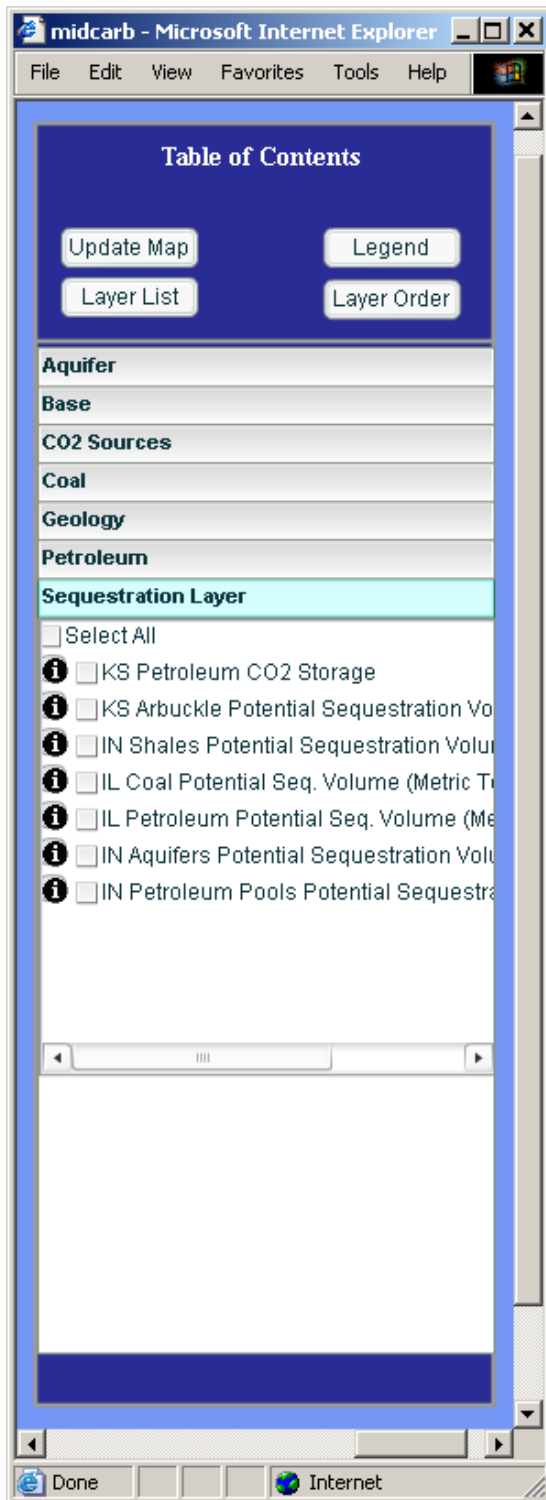 midcarb - Microsoft Internet Explorer
File Edit View Favorites Tools Help
Table of Contents
Update Map Legend
Layer List Layer Order
Aquifer
Base
CO2 Sources
Coal
Geology
Petroleum
Sequestration Layer
Select All
KS Petroleum CO2 Storage
KS Arbuckle Potential Sequestration Vo
IN Shales Potential Sequestration Volu
IL Coal Potential Seq. Volume (Metric T
IL Petroleum Potential Seq. Volume (Me
IN Aquifers Potential Sequestration Volu
IN Petroleum Pools Potential Sequestra
Done Internet